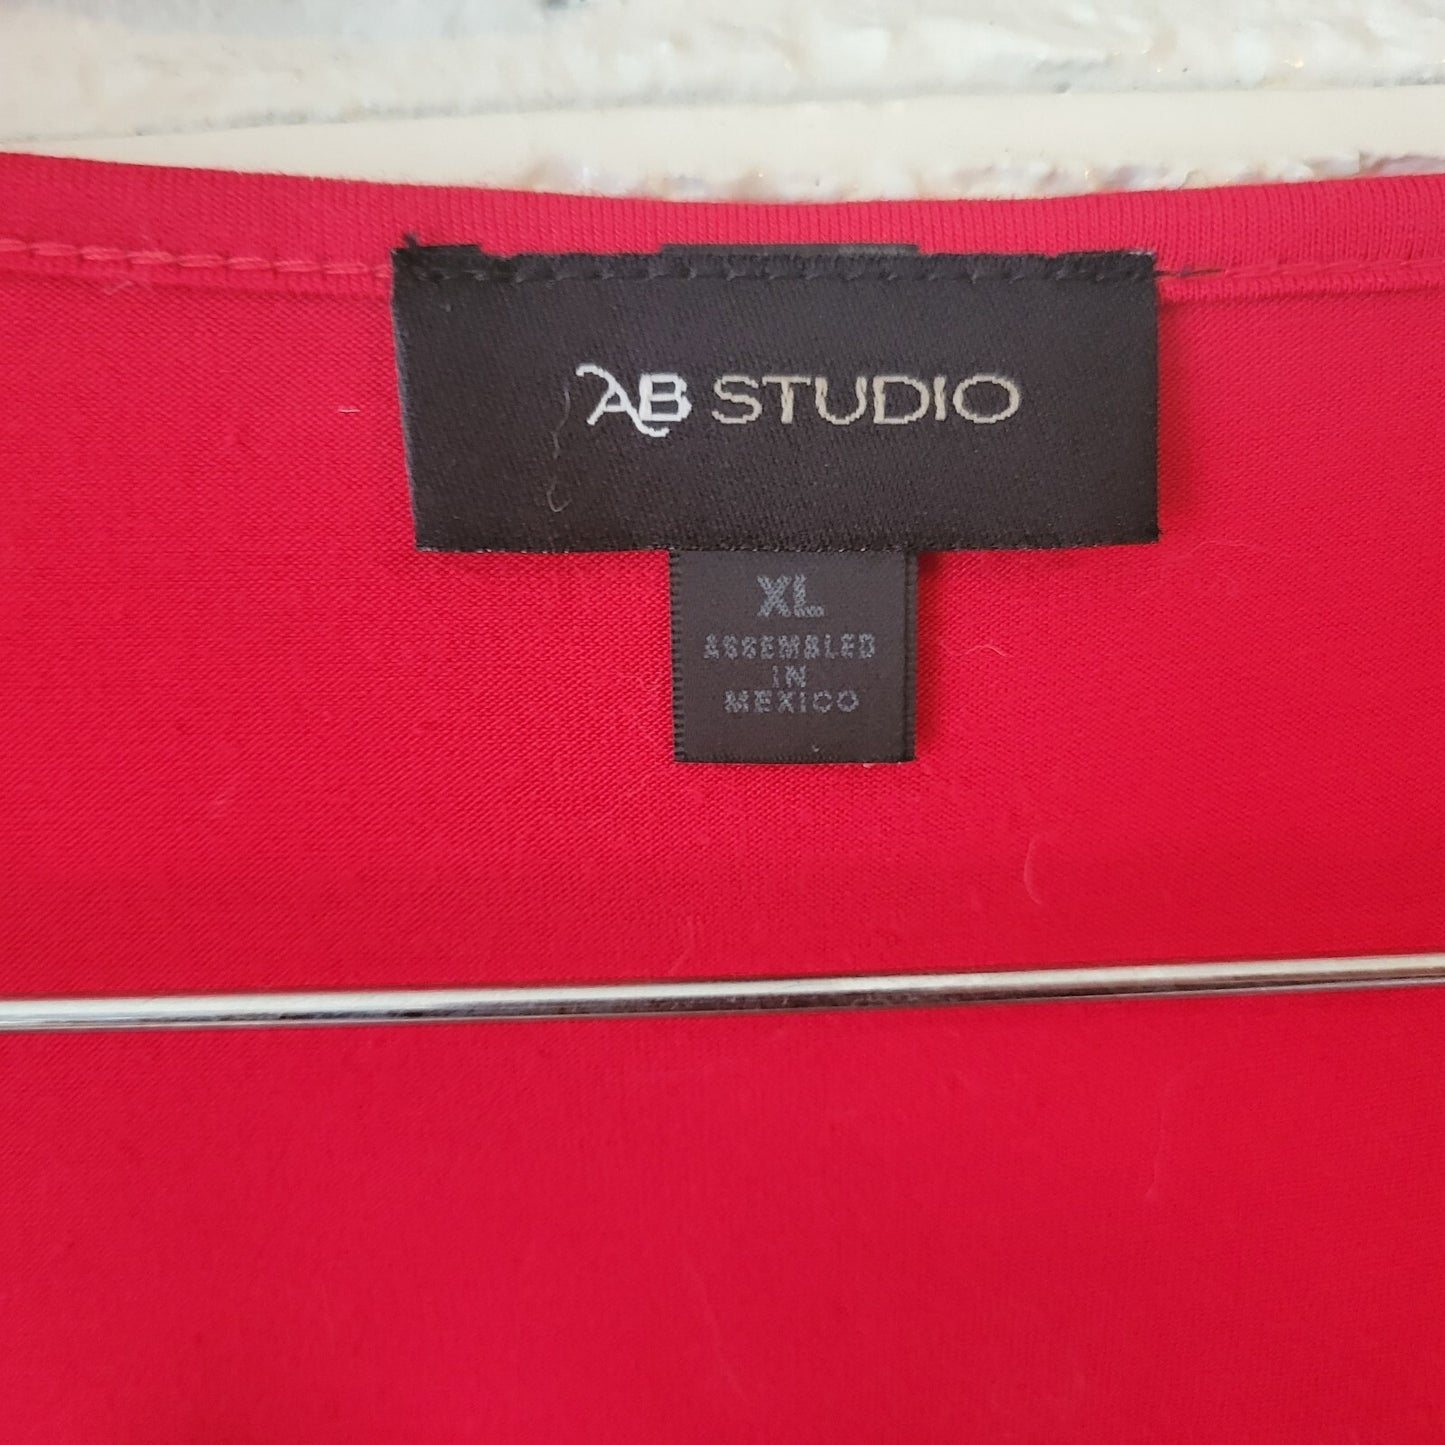 AB STUDIO
XL
ASSEMBLED
IN
MEXICO